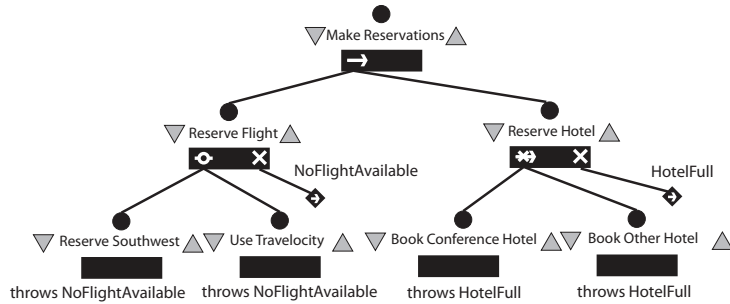 Make Reservations
Reserve Flight
Reserve Hotel
NoFlightAvailable
HotelFull
Reserve Southwest
Use Travelocity
Book Conference Hotel
Book Other Hotel
throws NoFlightAvailable
throws NoFlightAvailable
throws HotelFull
throws HotelFull